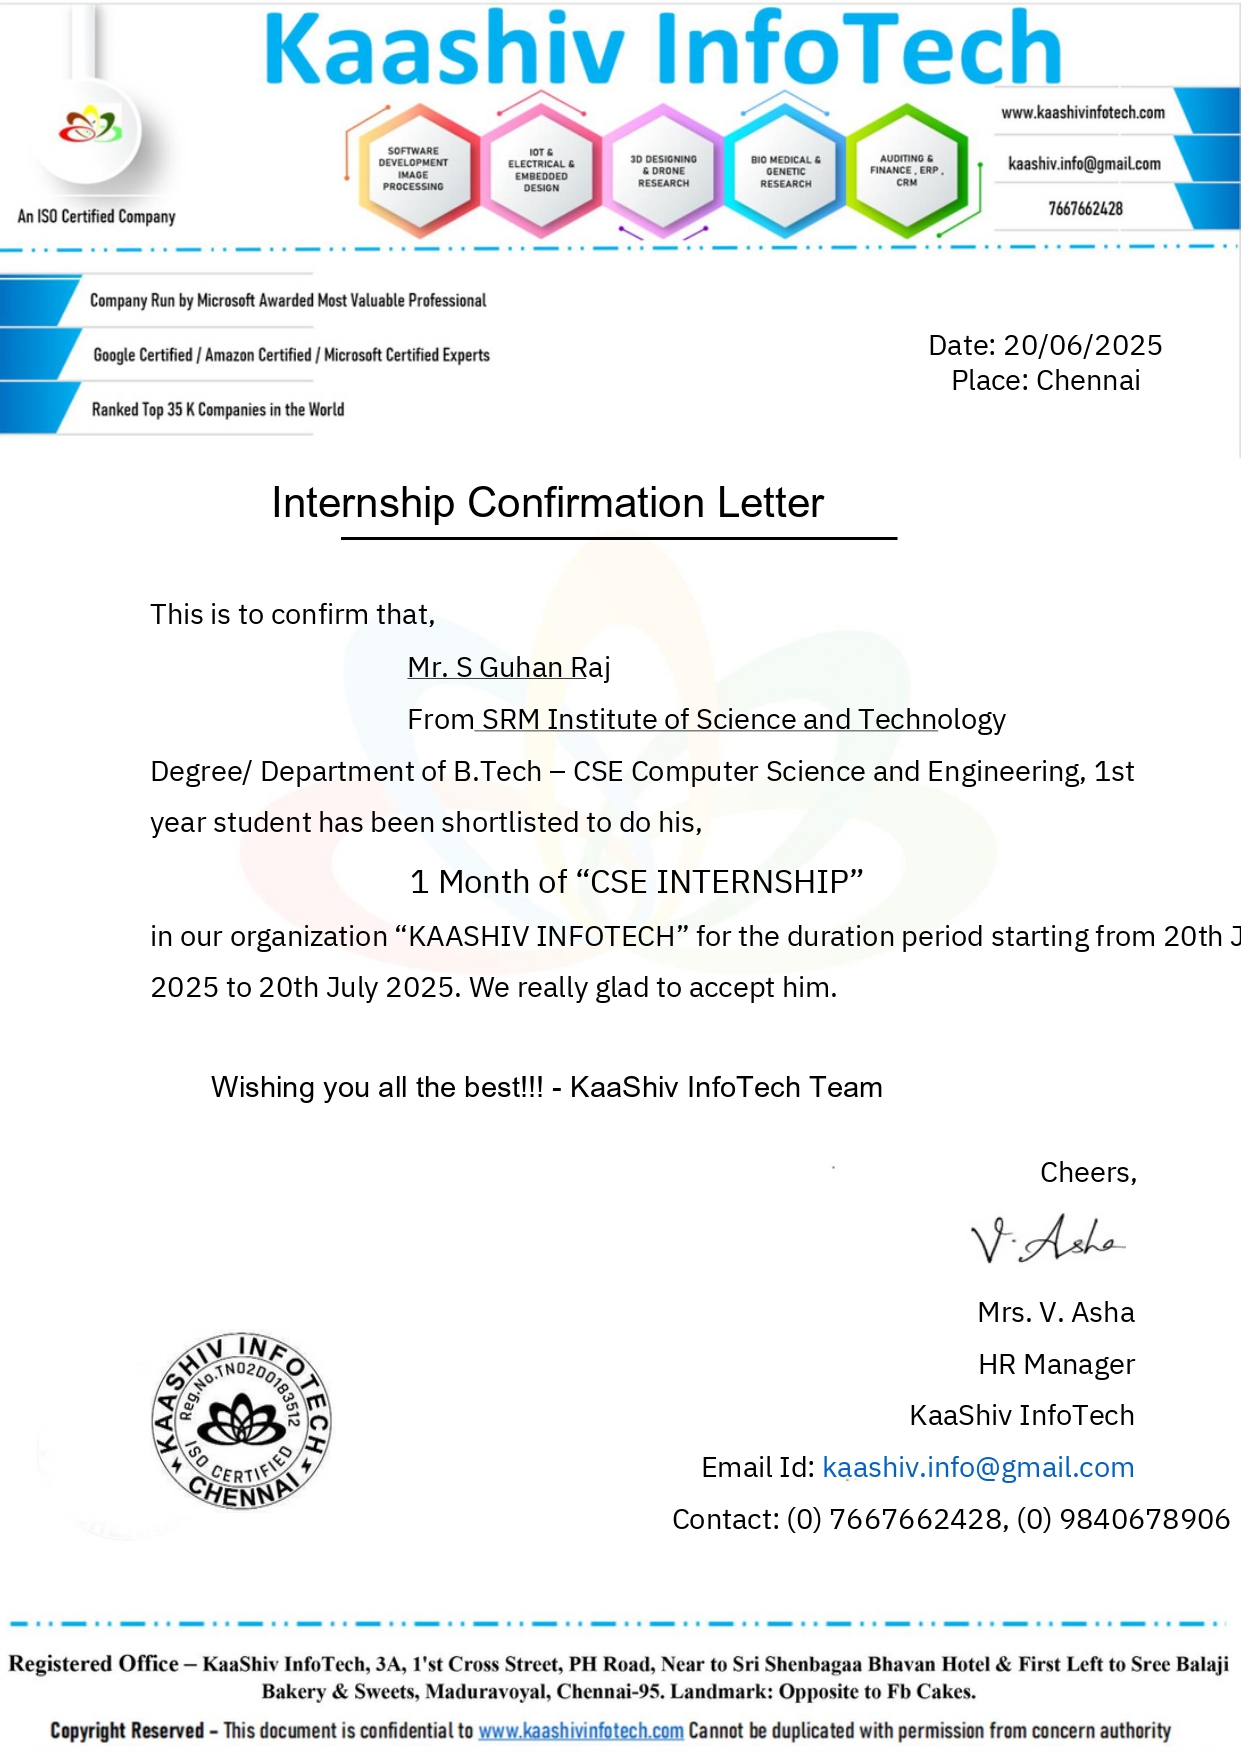 Kaashiv InfoTech
An ISO Certified Company
SOFTWARE
DEVELOPMENT
IMAGE
PROCESSING
IOT &
ELECTRICAL &
EMBEDDED
DESIGN
3D DESIGNING
& DRONE
RESEARCH
BIO MEDICAL &
GENETIC
RESEARCH
AUDITING &
FINANCE , ERP ,
CRM
www.kaashivinfotech.com
kaashiv.info@gmail.com
7667662428
Company Run by Microsoft Awarded Most Valuable Professional
Google Certified / Amazon Certified / Microsoft Certified Experts
Ranked Top 35 K Companies in the World
Date: 20/06/2025
Place: Chennai
Internship Confirmation Letter
This is to confirm that,
Mr. S Guhan Raj
From SRM Institute of Science and Technology
Degree/ Department of B.Tech – CSE Computer Science and Engineering, 1st
year student has been shortlisted to do his,
1 Month of “CSE INTERNSHIP”
in our organization “KAASHIV INFOTECH” for the duration period starting from 20th J
2025 to 20th July 2025. We really glad to accept him.
Wishing you all the best!!! - KaaShiv InfoTech Team
Cheers,
V. Asha
Mrs. V. Asha
HR Manager
KaaShiv InfoTech
Email Id: kaashiv.info@gmail.com
Contact: (0) 7667662428, (0) 9840678906
KAASHIV INFOTECH
Reg.No.TN02D0183512
ISO CERTIFIED
CHENNAI
Registered Office – KaaShiv InfoTech, 3A, 1'st Cross Street, PH Road, Near to Sri Shenbagaa Bhavan Hotel & First Left to Sree Balaji
Bakery & Sweets, Maduravoyal, Chennai-95. Landmark: Opposite to Fb Cakes.
Copyright Reserved – This document is confidential to www.kaashivinfotech.com Cannot be duplicated with permission from concern authority